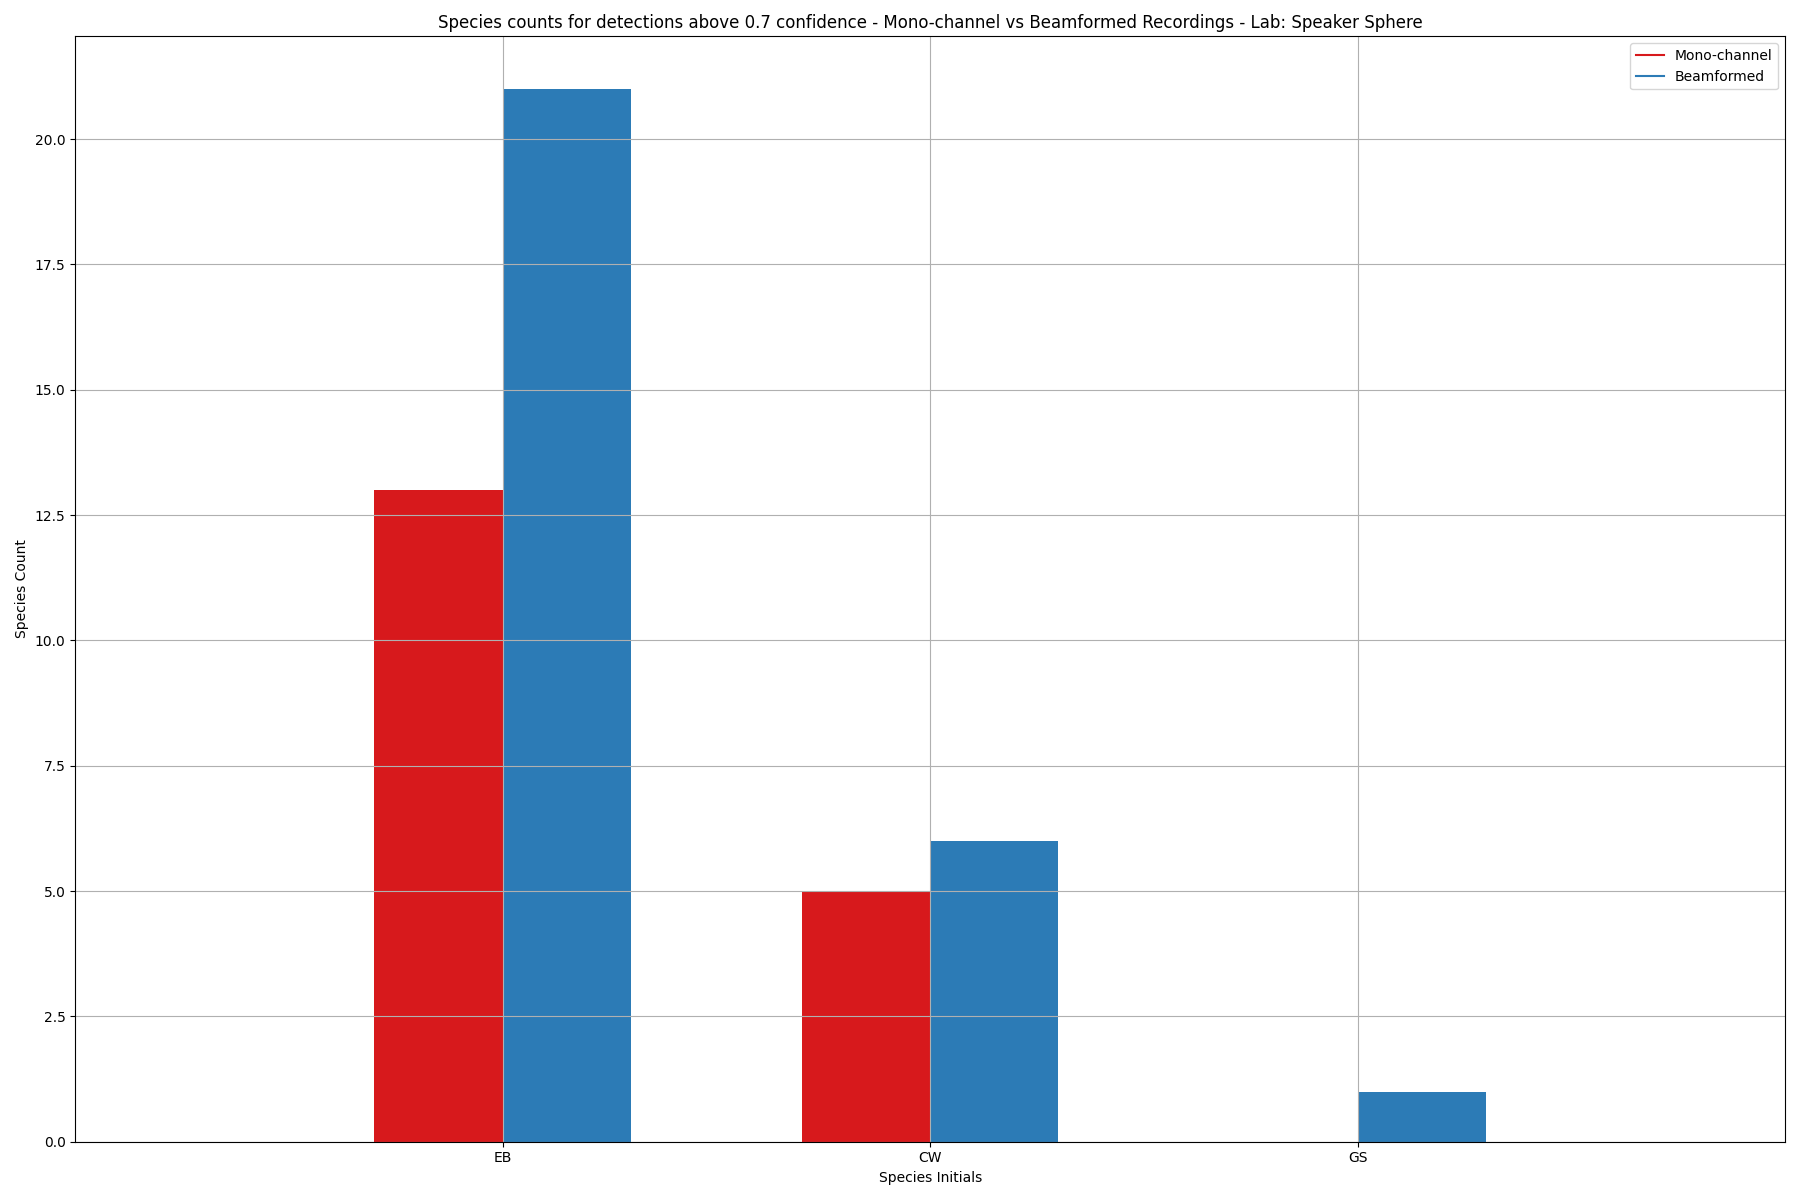 Species counts for detections above 0.7 confidence - Mono-channel vs Beamformed Recordings - Lab: Speaker Sphere
Mono-channel
Beamformed
20.0
17.5
15.0
12.5
10.0
7.5
5.0
2.5
0.0
Species Count
EB
CW
GS
Species Initials